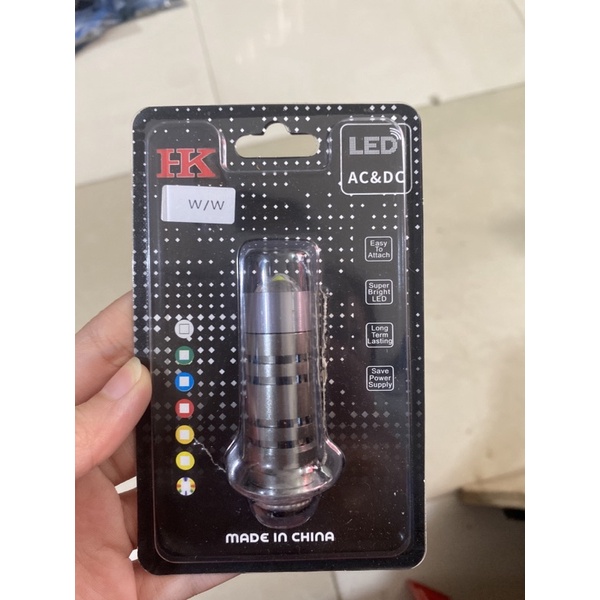 HK
LED
AC&DC
W/W
Easy
To
Attach
Super
Bright
LED
Long
Term
Lasting
Save
Power
Supply
MADE IN CHINA